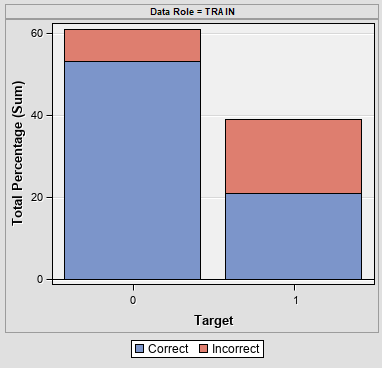 Data Role = TRAIN
Total Percentage (Sum)
60
40
20
0
0 1
Target
Correct Incorrect